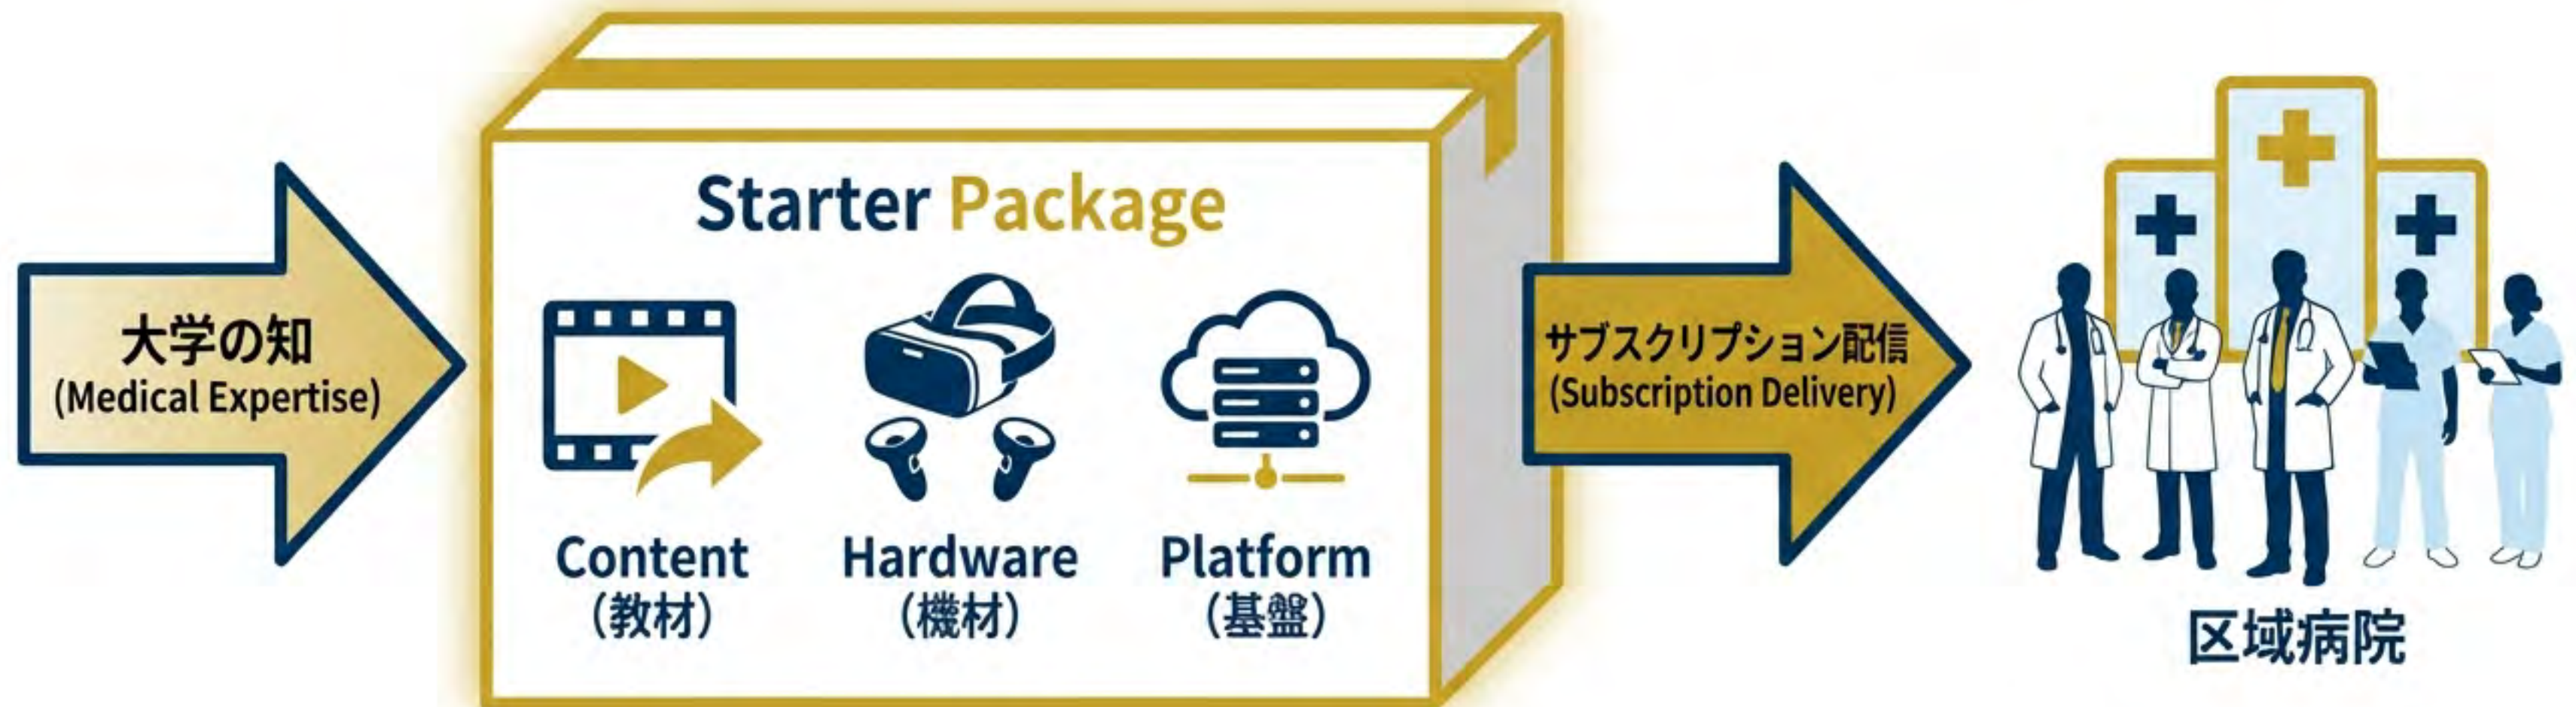 大学の知
(Medical Expertise)
Starter Package
Content
(教材)
Hardware
(機材)
Platform
(基盤)
サブスクリプション配信
(Subscription Delivery)
区域病院